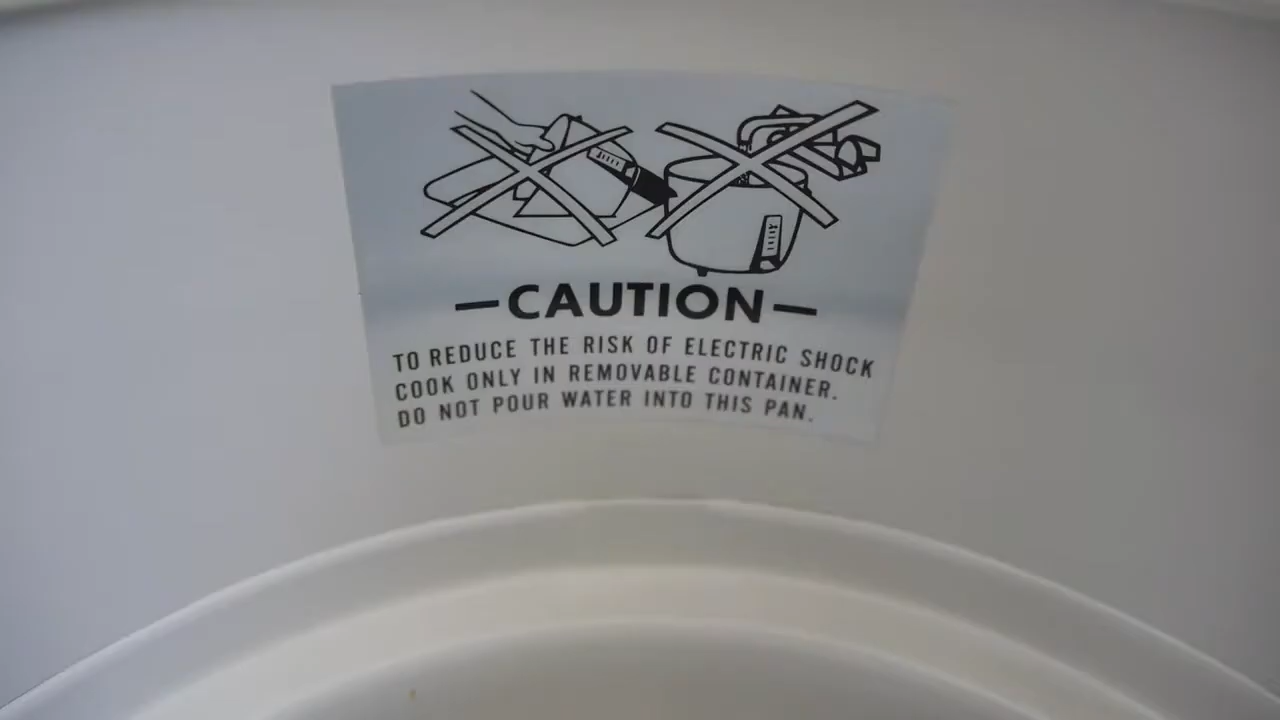 —CAUTION—
TO REDUCE THE RISK OF ELECTRIC SHOCK
COOK ONLY IN REMOVABLE CONTAINER.
DO NOT POUR WATER INTO THIS PAN.